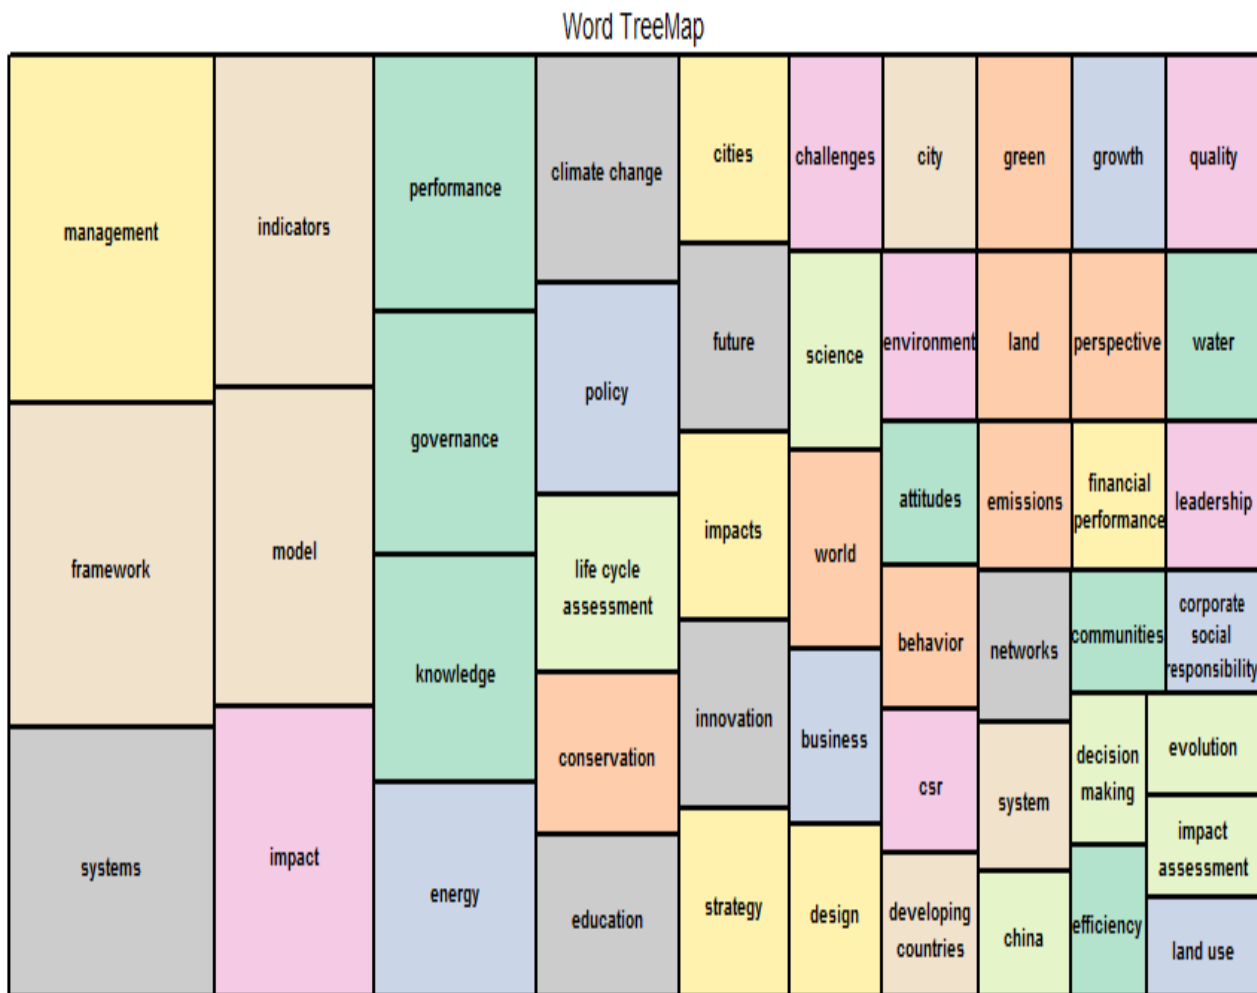 Word TreeMap
management
framework
systems
indicators
model
impact
performance
governance
knowledge
energy
climate change
policy
life cycle
assessment
conservation
education
cities
future
impacts
innovation
strategy
challenges
science
world
business
design
city
environment
attitudes
behavior
csr
developing
countries
green
land
emissions
networks
system
china
growth
perspective
financial
performance
communities
decision
making
efficiency
quality
water
leadership
corporate
social
responsibility
evolution
impact
assessment
land use